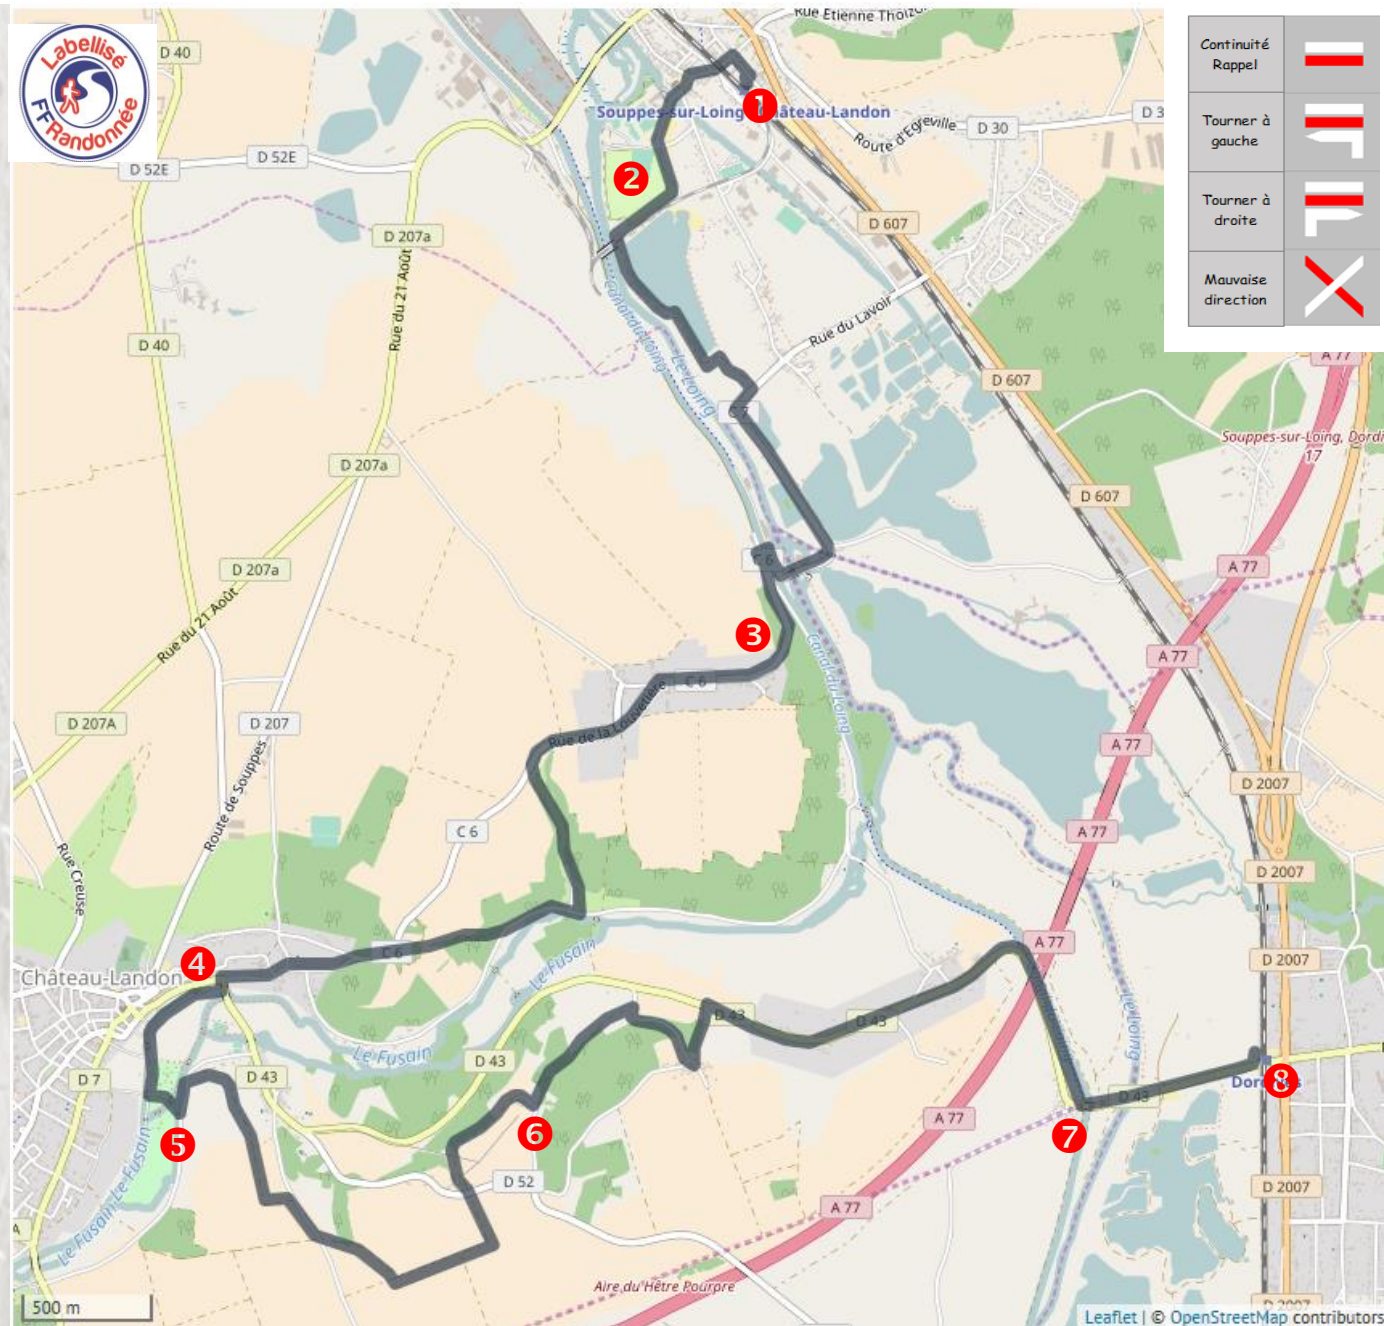 Labellisé
FFRandonnée
Continuité
Rappel
Tourner à
gauche
Tourner à
droite
Mauvaise
direction
Rue Etienne Thoizon
D 40
Souppes-sur-Loing Château-Landon
1
D 3
Route d'Egreville
D 30
D 52E
D 52E
2
D 207a
D 607
Rue du 21 Août
Canal du Loing
Rue du Lavoir
D 40
A 77
Le Loing
D 607
C 7
Souppes-sur-Loing, Dordi
17
D 207a
D 607
C 6
A 77
D 207a
Rue du 21 Août
3
A 77
Canal du Loing
C 6
Rue de la Louvetière
D 207A
D 207
A 77
Route de Souppes
D 2007
C 6
A 77
Rue Creuse
D 2007
Le Fusain
4
A 77
C 6
D 2007
Château-Landon
D 43
D 43
Le Loing
Le Fusain
D 43
D 7
D 43
8
D 43
A 77
6
7
5
Le Fusain
Le Fusain
D 52
D 2007
A 77
Aire du Hêtre Pourpre
500 m
D 2007
Leaflet | © OpenStreetMap contributors